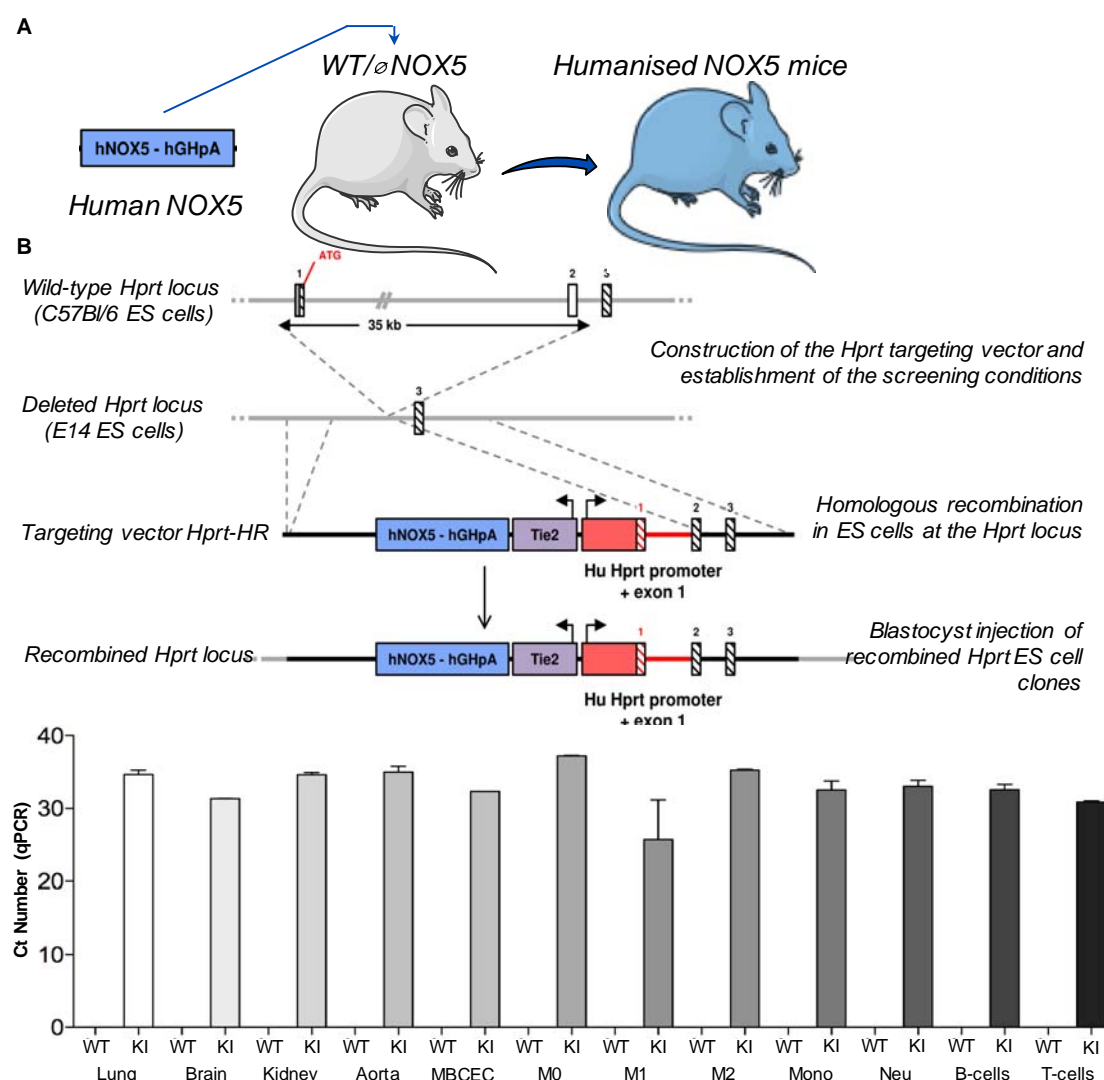 A
WT/⌀NOX5
Humanised NOX5 mice
hNOX5 - hGHpA
Human NOX5
B
ATG
1
2
Wild-type Hprt locus
(C57Bl/6 ES cells)
35 kb
Construction of the Hprt targeting vector and
establishment of the screening conditions
3
Deleted Hprt locus
(E14 ES cells)
1
2
3
Targeting vector Hprt-HR
hNOX5 - hGHpA
Tie2
Homologous recombination
in ES cells at the Hprt locus
Hu Hprt promoter
+ exon 1
1
2
3
Recombined Hprt locus
hNOX5 - hGHpA
Tie2
Blastocyst injection of
recombined Hprt ES cell
clones
Hu Hprt promoter
+ exon 1
Ct Number (qPCR)
40
30
20
10
0
WT KI WT KI WT KI WT KI WT KI WT KI WT KI WT KI WT KI WT KI WT KI WT KI
Lung Brain Kidney Aorta MBCEC M0 M1 M2 Mono Neu B-cells T-cells